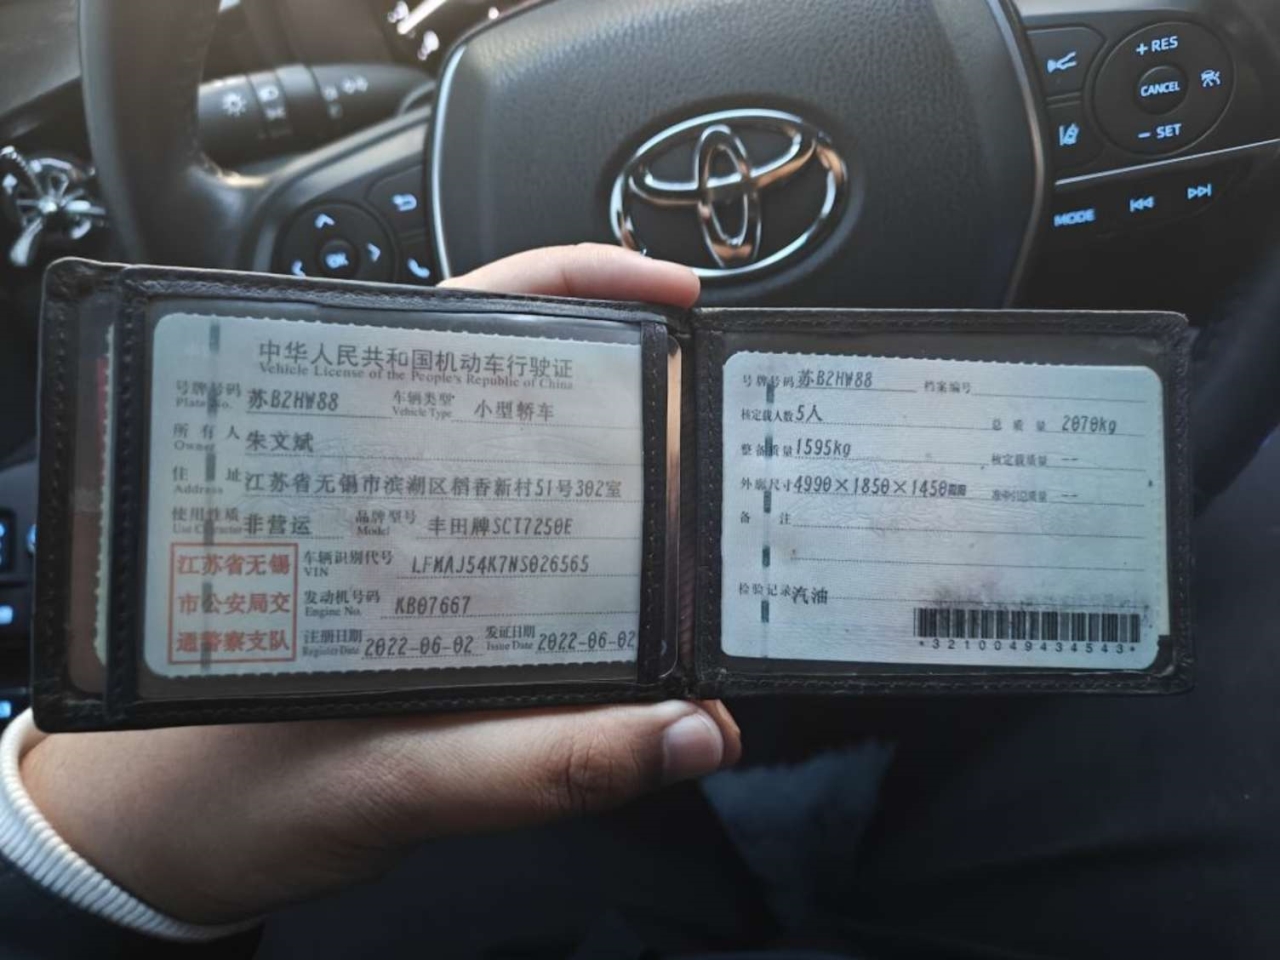 + RES
CANCEL
- SET
MODE
OK
中华人民共和国机动车行驶证
Vehicle License of the People's Republic of China
号牌号码 苏B2HW88 车辆类型 小型轿车
Plate No. Vehicle Type
所有人 朱文斌
Owner
住址 江苏省无锡市滨湖区稻香新村51号302室
Address
使用性质 非营运 品牌型号 丰田牌SCT7250E
Use Character Model
江苏省无锡
市公安局交
通警察支队
车辆识别代号 LFMAJ54K7NS026565
VIN
发动机号码 KB07667
Engine No.
注册日期 2022-06-02 发证日期 2022-06-02
Register Date Issue Date
号牌号码 苏B2HW88 档案编号
核定载人数 5人 总质量 2070kg
整备质量 1595kg 核定载质量 --
外廓尺寸 4990×1850×1450mm 准牵引总质量 --
备注
检验记录 汽油
*3210049434543*